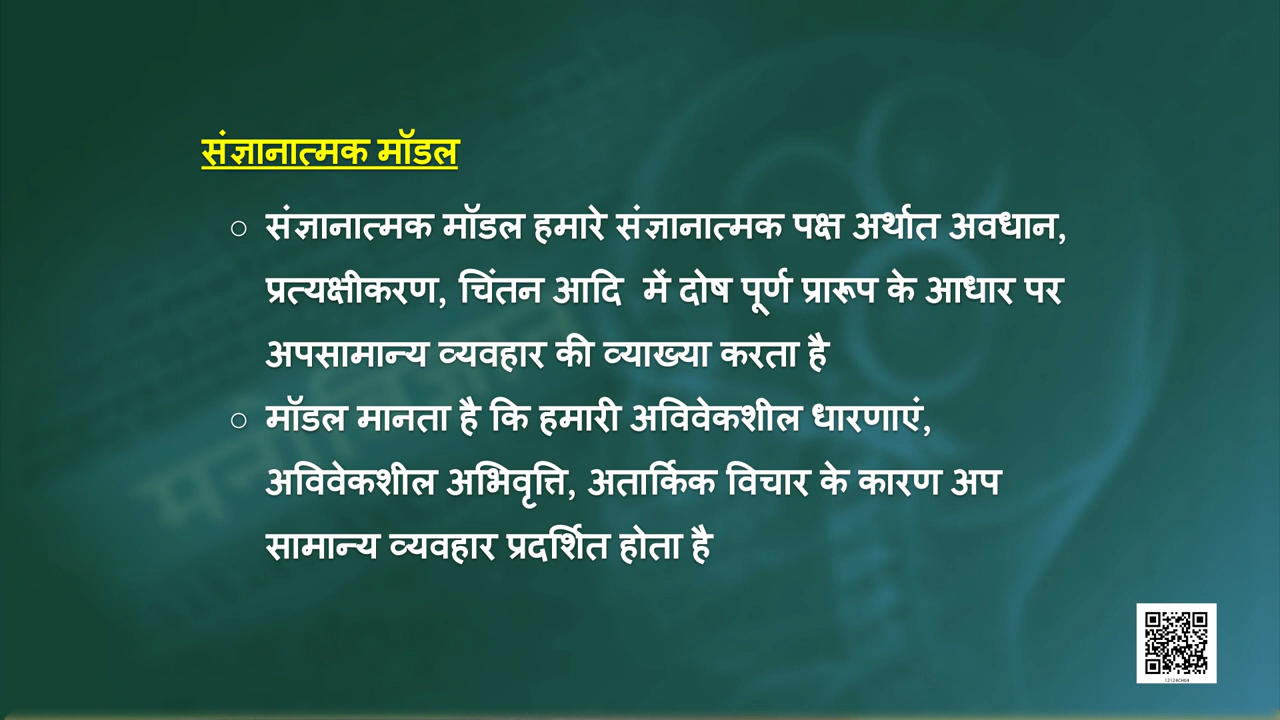 संज्ञानात्मक मॉडल
○ संज्ञानात्मक मॉडल हमारे संज्ञानात्मक पक्ष अर्थात अवधान,
प्रत्यक्षीकरण, चिंतन आदि  में दोष पूर्ण प्रारूप के आधार पर
अपसामान्य व्यवहार की व्याख्या करता है
○ मॉडल मानता है कि हमारी अविवेकशील धारणाएं,
अविवेकशील अभिवृत्ति, अतार्किक विचार के कारण अप
सामान्य व्यवहार प्रदर्शित होता है
12124CH04